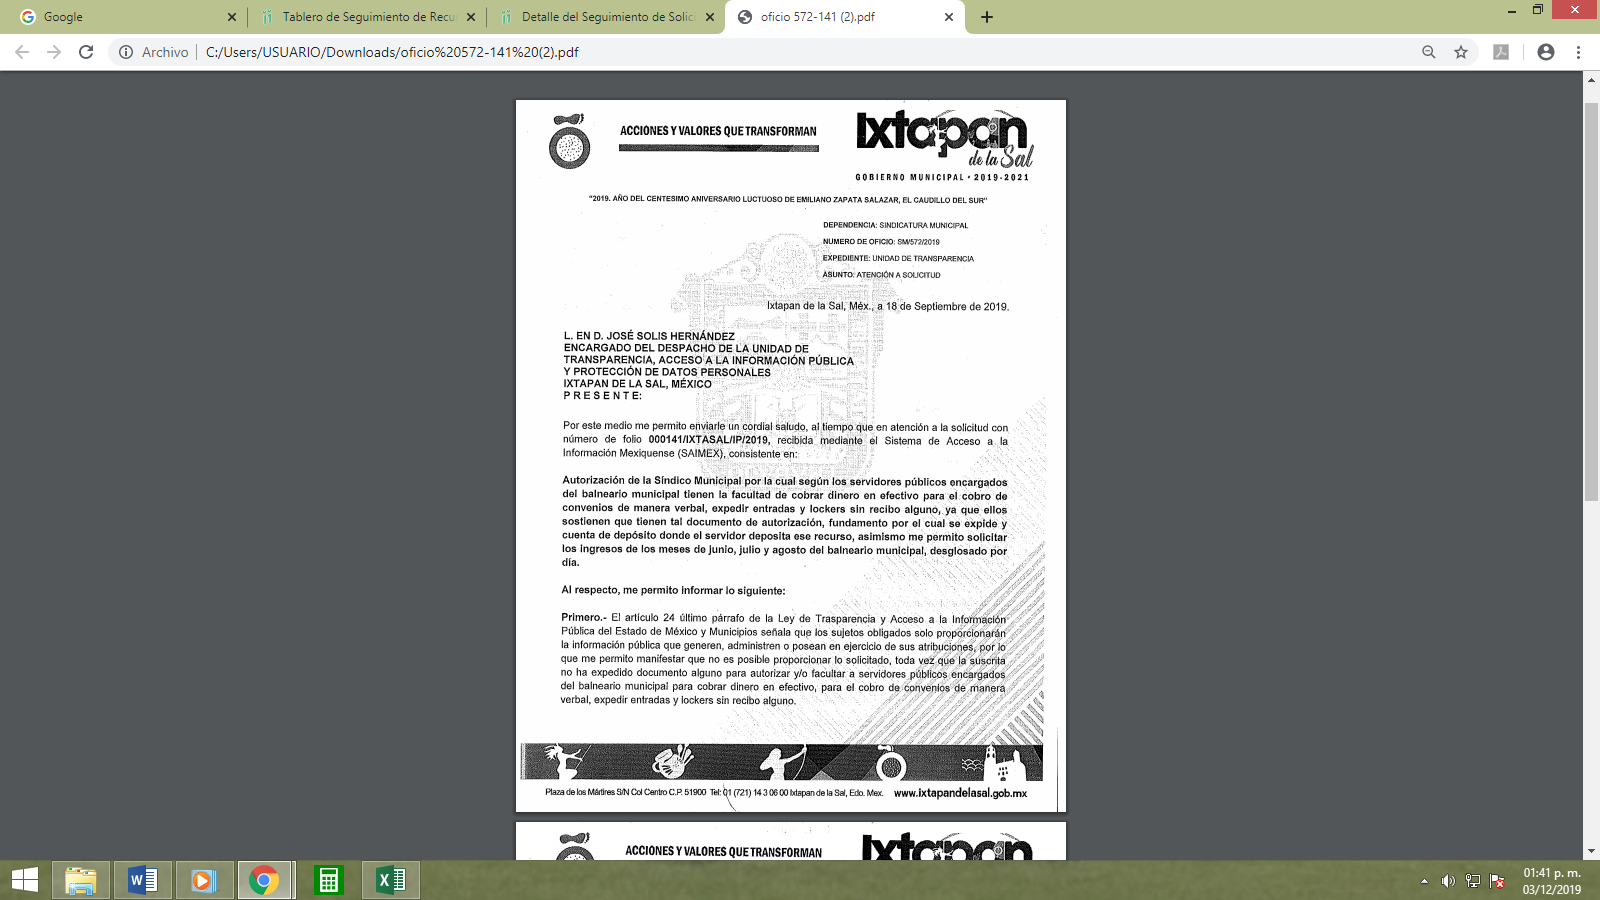 Google
Tablero de Seguimiento de Recu
Detalle del Seguimiento de Solici
oficio 572-141 (2).pdf
Archivo
C:/Users/USUARIO/Downloads/oficio%20572-141%20(2).pdf
ACCIONES Y VALORES QUE TRANSFORMAN
Ixtapan
de la Sal
GOBIERNO MUNICIPAL • 2019-2021
"2019. AÑO DEL CENTESIMO ANIVERSARIO LUCTUOSO DE EMILIANO ZAPATA SALAZAR, EL CAUDILLO DEL SUR"
DEPENDENCIA: SINDICATURA MUNICIPAL
NUMERO DE OFICIO: SM/572/2019
EXPEDIENTE: UNIDAD DE TRANSPARENCIA
ASUNTO: ATENCIÓN A SOLICITUD
Ixtapan de la Sal, Méx., a 18 de Septiembre de 2019.
L. EN D. JOSÉ SOLIS HERNÁNDEZ
ENCARGADO DEL DESPACHO DE LA UNIDAD DE
TRANSPARENCIA, ACCESO A LA INFORMACIÓN PÚBLICA
Y PROTECCIÓN DE DATOS PERSONALES
IXTAPAN DE LA SAL, MÉXICO
P R E S E N T E:
Por este medio me permito enviarle un cordial saludo, al tiempo que en atención a la solicitud con
número de folio 000141/IXTASAL/IP/2019, recibida mediante el Sistema de Acceso a la
Información Mexiquense (SAIMEX), consistente en:
Autorización de la Síndico Municipal por la cual según los servidores públicos encargados
del balneario municipal tienen la facultad de cobrar dinero en efectivo para el cobro de
convenios de manera verbal, expedir entradas y lockers sin recibo alguno, ya que ellos
sostienen que tienen tal documento de autorización, fundamento por el cual se expide y
cuenta de depósito donde el servidor deposita ese recurso, asimismo me permito solicitar
los ingresos de los meses de junio, julio y agosto del balneario municipal, desglosado por
día.
Al respecto, me permito informar lo siguiente:
Primero.- El artículo 24 último párrafo de la Ley de Trasparencia y Acceso a la Información
Pública del Estado de México y Municipios señala que los sujetos obligados solo proporcionarán
la información pública que generen, administren o posean en ejercicio de sus atribuciones, por lo
que me permito manifestar que no es posible proporcionar lo solicitado, toda vez que la suscrita
no ha expedido documento alguno para autorizar y/o facultar a servidores públicos encargados
del balneario municipal para cobrar dinero en efectivo, para el cobro de convenios de manera
verbal, expedir entradas y lockers sin recibo alguno.
Plaza de los Mártires S/N Col Centro C.P. 51900 Tel: 01 (721) 14 3 06 00 Ixtapan de la Sal, Edo. Mex. www.ixtapandelasal.gob.mx
ACCIONES Y VALORES QUE TRANSFORMAN
Ixtapan
01:41 p. m.
03/12/2019